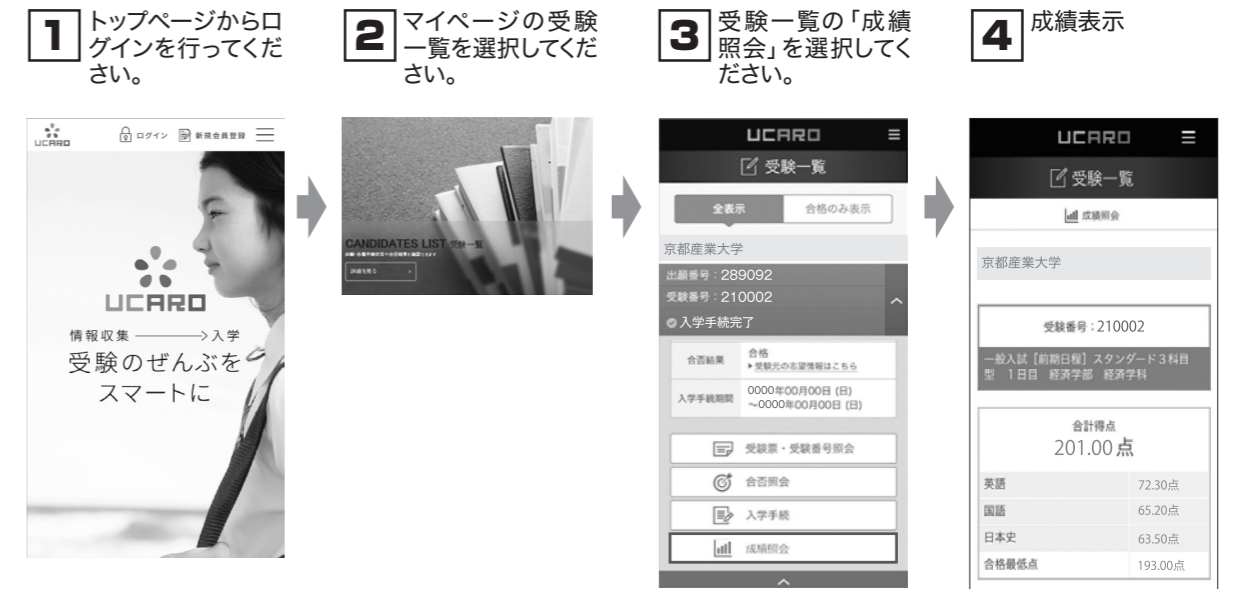 1
トップページからロ
グインを行ってくだ
さい。
2
マイページの受験
一覧を選択してくだ
さい。
3
受験一覧の「成績
照会」を選択してく
ださい。
4
成績表示
UCARO
ログイン 新規会員登録
UCARO
情報収集 → 入学
受験のぜんぶを
スマートに
CANDIDATES LIST 受験一覧
詳細を見る >
UCARO
受験一覧
全表示 合格のみ表示
京都産業大学
出願番号：289092
受験番号：210002
入学手続完了
合否結果 合格
▶受験元の志望情報はこちら
入学手続期間 0000年00月00日 (日)
～0000年00月00日 (日)
受験票・受験番号照会
合否照会
入学手続
成績照会
UCARO
受験一覧
成績照会
京都産業大学
受験番号：210002
一般入試［前期日程］スタンダード３科目
型 １日目 経済学部 経済学科
合計得点
201.00点
英語 72.30点
国語 65.20点
日本史 63.50点
合格最低点 193.00点